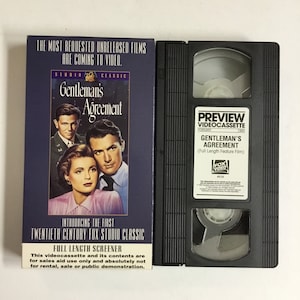 THE MOST REQUESTED UNRELEASED FILMS
ARE COMING TO VIDEO.
STUDIO CLASSIC
Gentleman's
Agreement
INTRODUCING THE FIRST
TWENTIETH CENTURY FOX STUDIO CLASSIC
FULL LENGTH SCREENER
This videocassette and its contents are
for sales aid use only and absolutely not
for rental, sale or public demonstration.
PREVIEW
VIDEOCASSETTE
GENTLEMAN'S
AGREEMENT
(Full Length Feature Film)